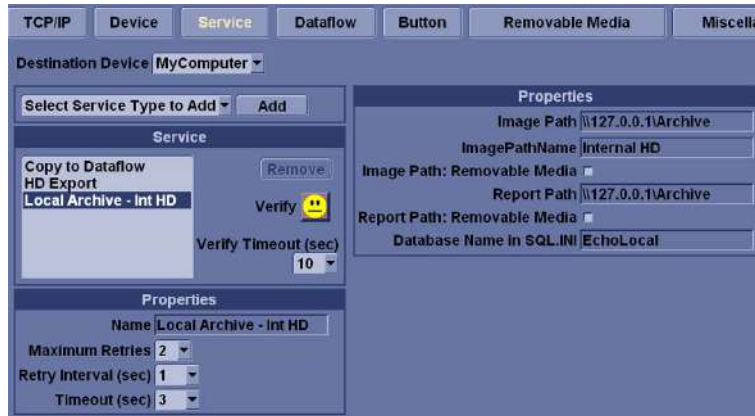 TCP/IP Device Service Dataflow Button Removable Media Miscella
Destination Device MyComputer
Select Service Type to Add Add
Service
Copy to Dataflow
HD Export
Local Archive - Int HD
Remove
Verify
Verify Timeout (sec)
10
Properties
Name Local Archive - Int HD
Maximum Retries 2
Retry Interval (sec) 1
Timeout (sec) 3
Properties
Image Path \\127.0.0.1\Archive
ImagePathName Internal HD
Image Path: Removable Media
Report Path \\127.0.0.1\Archive
Report Path: Removable Media
Database Name in SQL.INI EchoLocal